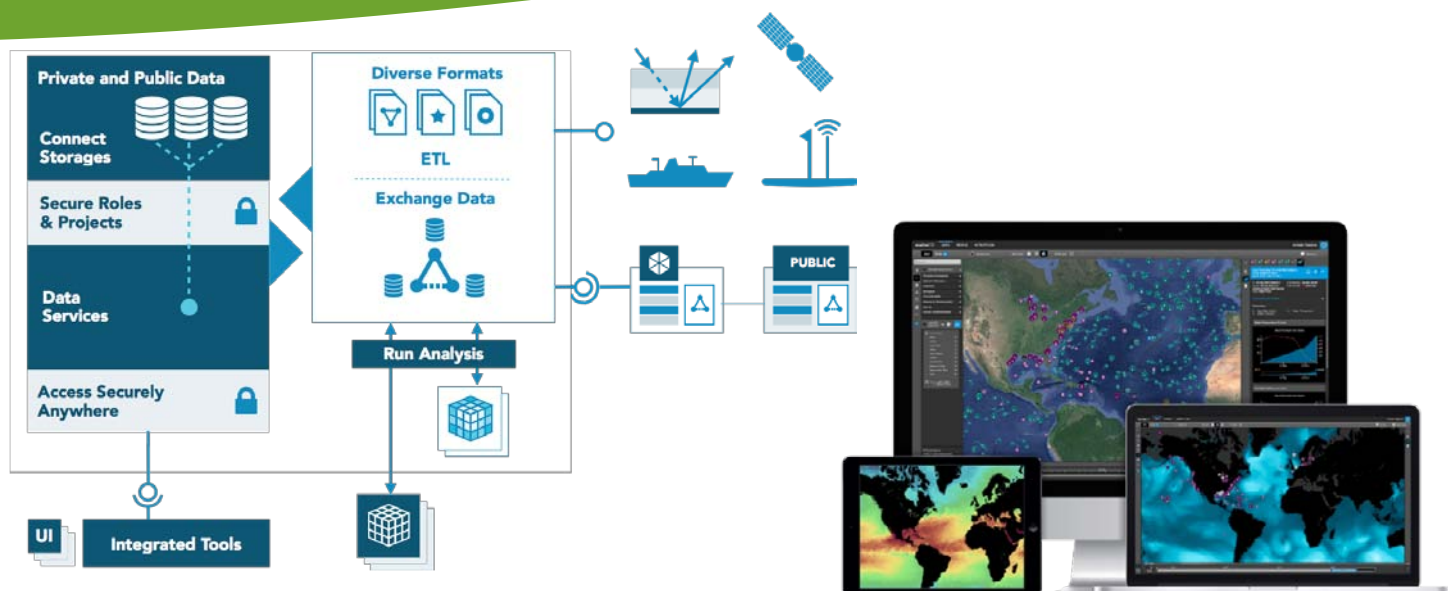 Private and Public Data
Connect
Storages
Secure Roles
& Projects
Data
Services
Access Securely
Anywhere
Diverse Formats
ETL
Exchange Data
Run Analysis
PUBLIC
UI
Integrated Tools